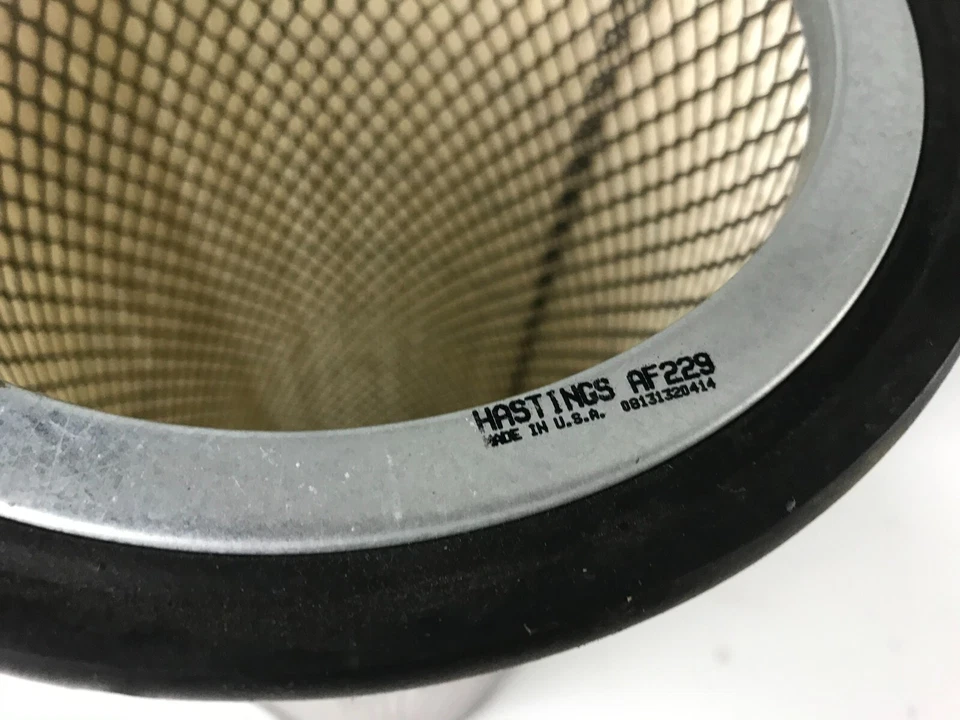 HASTINGS AF229
MADE IN U.S.A. 08131320414